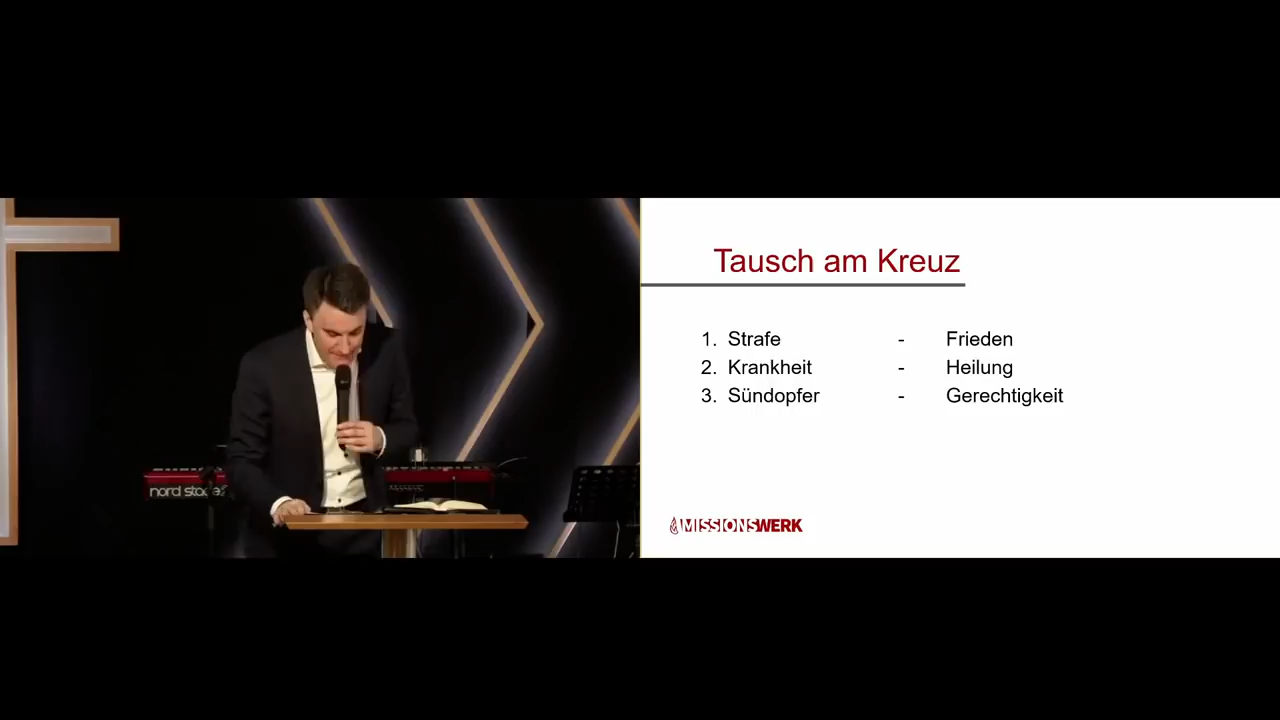 Tausch am Kreuz
1. Strafe - Frieden
2. Krankheit - Heilung
3. Sündopfer - Gerechtigkeit
MISSIONSWERK
nord stage